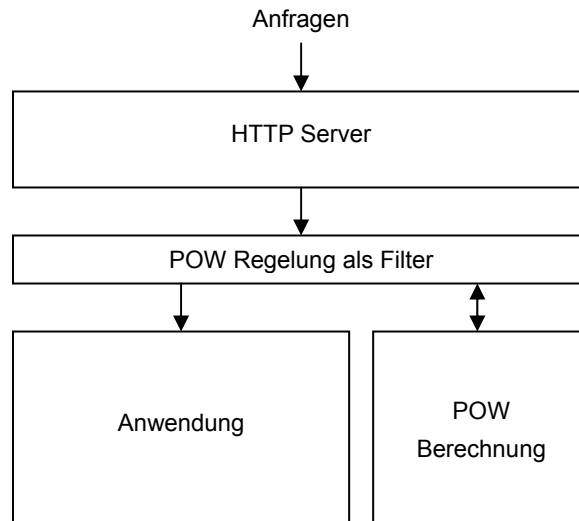 Anfragen
HTTP Server
POW Regelung als Filter
Anwendung
POW
Berechnung